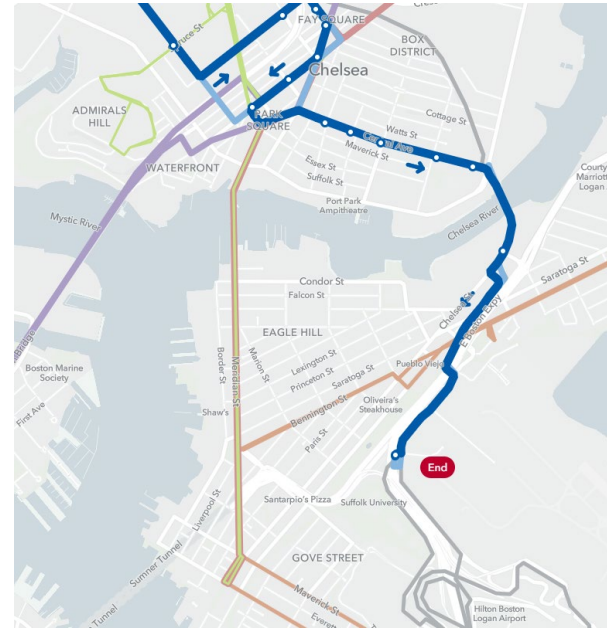 FAY SQUARE
BOX
DISTRICT
Chelsea
ADMIRALS
HILL
PARK
SQUARE
Watts St
Cottage St
Maverick St
WATERFRONT
Essex St
Suffolk St
Port Park
Ampitheatre
County
Marriott
Logan
Chelsea River
Mystic River
Saratoga St
Condor St
Falcon St
Chelsea St
E Boston Expy
EAGLE HILL
Bridge
Border St
Meridian St
Marion St
Lexington St
Princeton St
Saratoga St
Pueblo Viejo
Boston Marine
Society
First Ave
Shaw's
Bennington St
Oliveira's
Steakhouse
Paris St
End
Santarpio's Pizza
Suffolk University
Liverpool St
Sumner Tunnel
GOVE STREET
Maverick St
Everett
Tunnel
Hilton Boston
Logan Airport